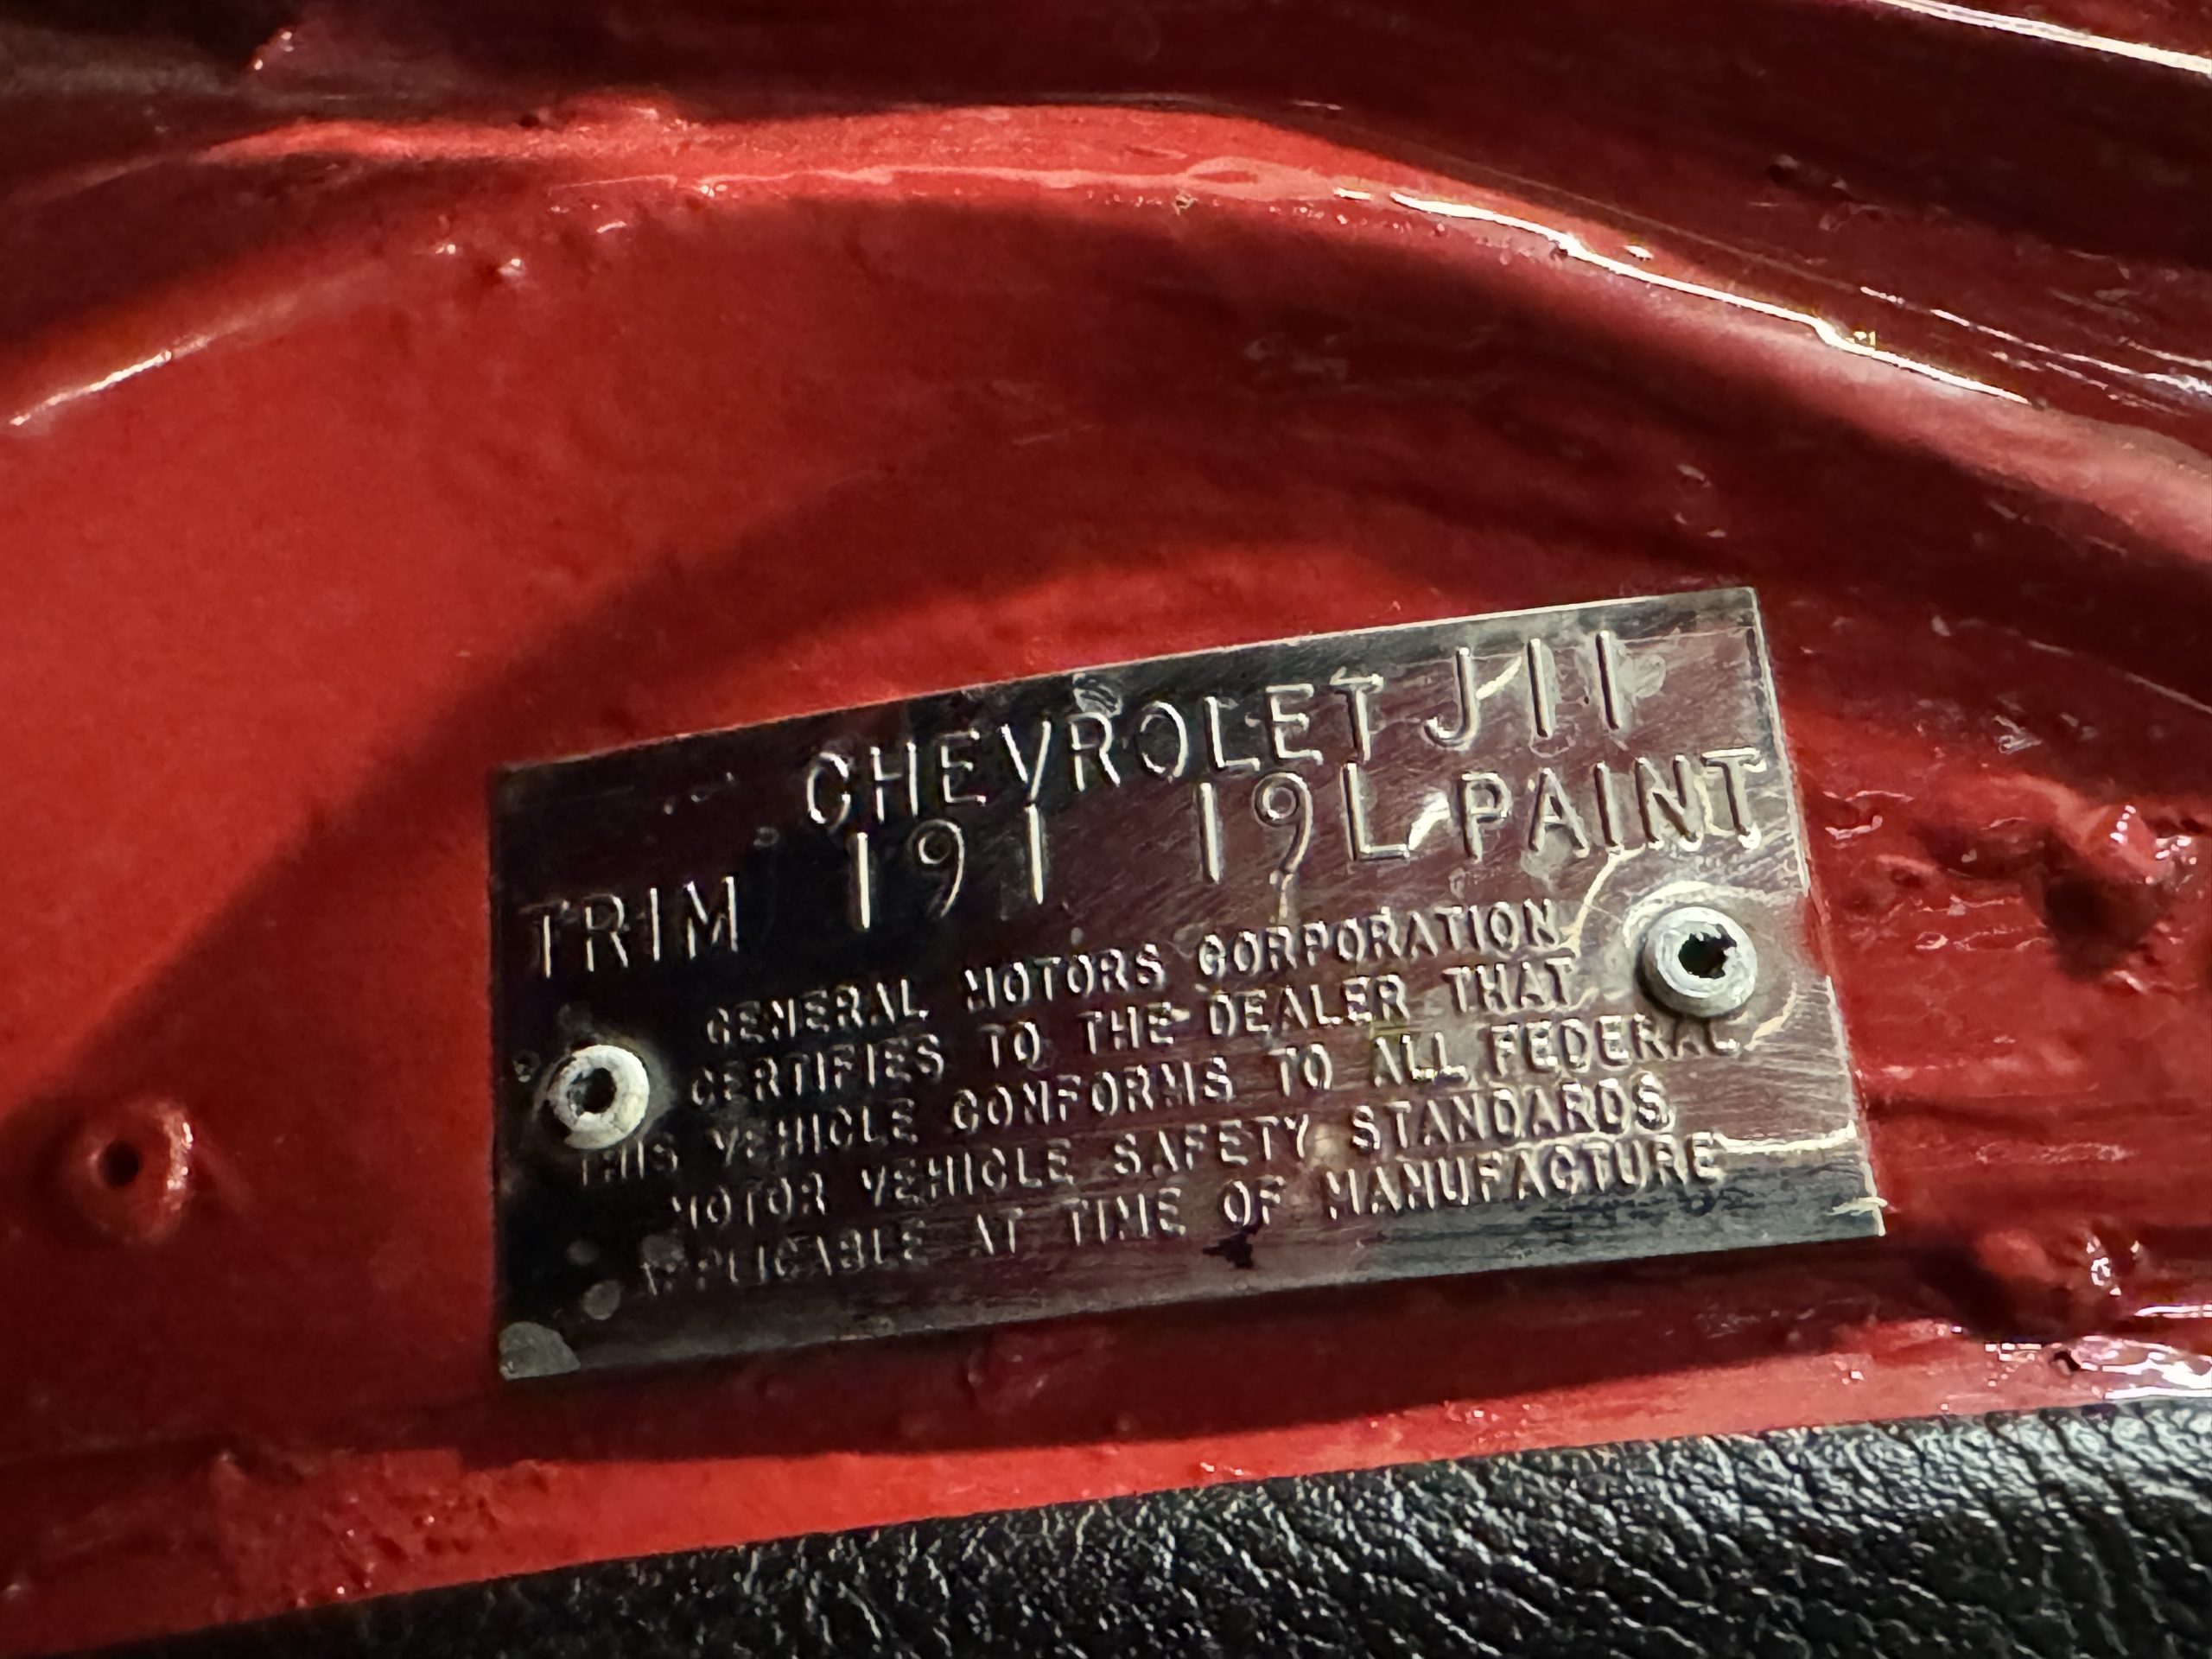 CHEVROLET J11
TRIM 191 19L PAINT
GENERAL MOTORS CORPORATION
CERTIFIES TO THE DEALER THAT
THIS VEHICLE CONFORMS TO ALL FEDERAL
MOTOR VEHICLE SAFETY STANDARDS
APPLICABLE AT TIME OF MANUFACTURE